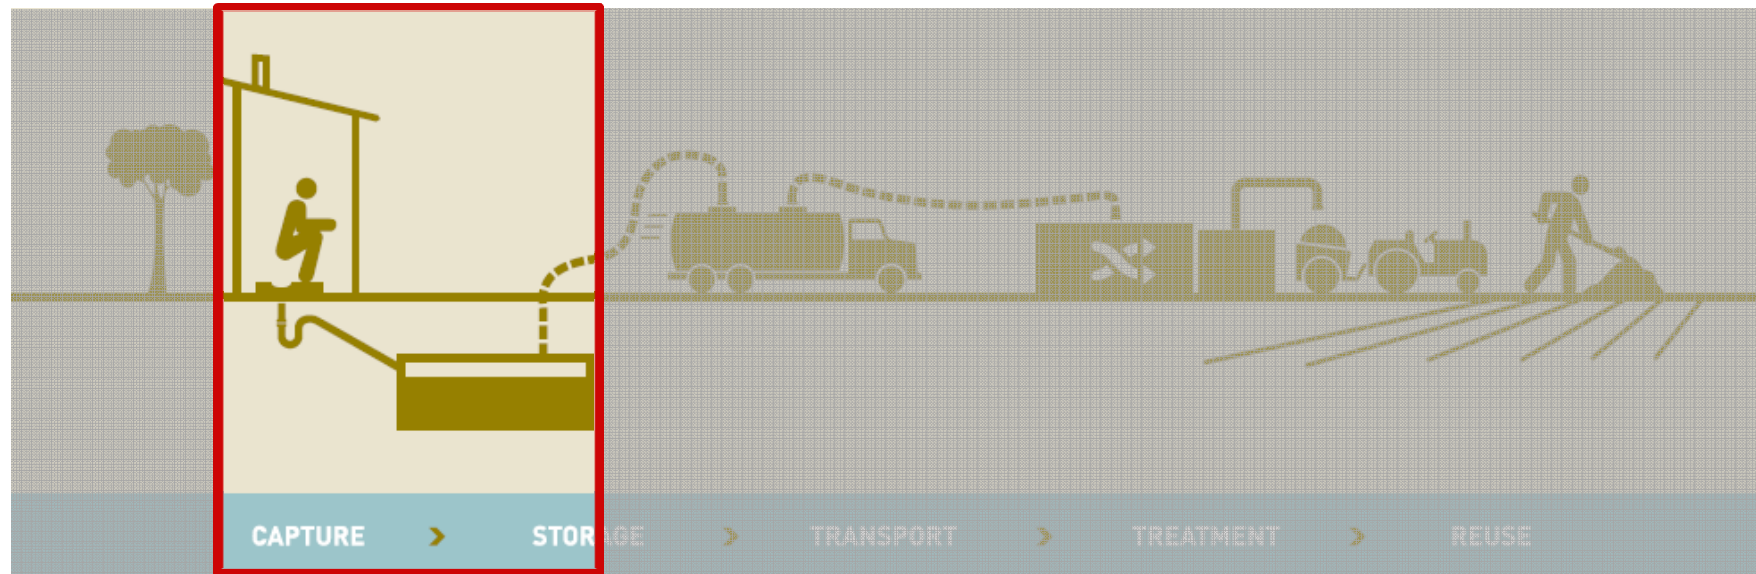 CAPTURE > STORAGE > TRANSPORT > TREATMENT > REUSE